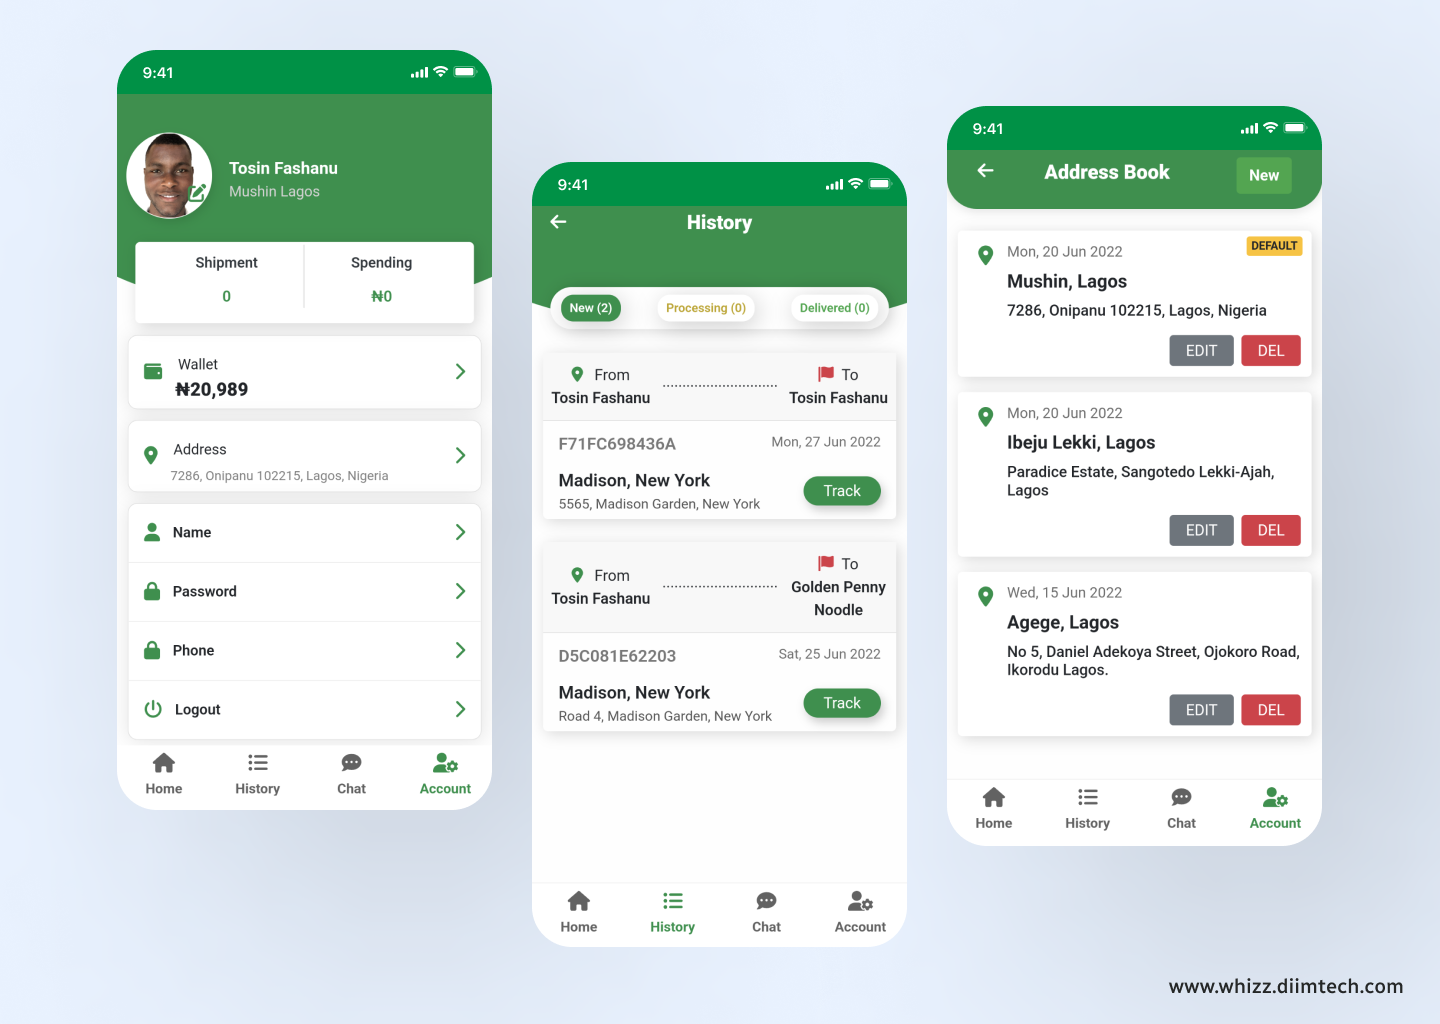 9:41
Tosin Fashanu
Mushin Lagos
Shipment
0
Spending
₦0
Wallet
₦20,989
Address
7286, Onipanu 102215, Lagos, Nigeria
Name
Password
Phone
Logout
Home History Chat Account
9:41
History
New (2) Processing (0) Delivered (0)
From
Tosin Fashanu
To
Tosin Fashanu
F71FC698436A
Mon, 27 Jun 2022
Madison, New York
5565, Madison Garden, New York
Track
From
Tosin Fashanu
To
Golden Penny
Noodle
D5C081E62203
Sat, 25 Jun 2022
Madison, New York
Road 4, Madison Garden, New York
Track
Home History Chat Account
9:41
Address Book
New
Mon, 20 Jun 2022
DEFAULT
Mushin, Lagos
7286, Onipanu 102215, Lagos, Nigeria
EDIT DEL
Mon, 20 Jun 2022
Ibeju Lekki, Lagos
Paradice Estate, Sangotedo Lekki-Ajah,
Lagos
EDIT DEL
Wed, 15 Jun 2022
Agege, Lagos
No 5, Daniel Adekoya Street, Ojokoro Road,
Ikorodu Lagos.
EDIT DEL
Home History Chat Account
www.whizz.diimtech.com